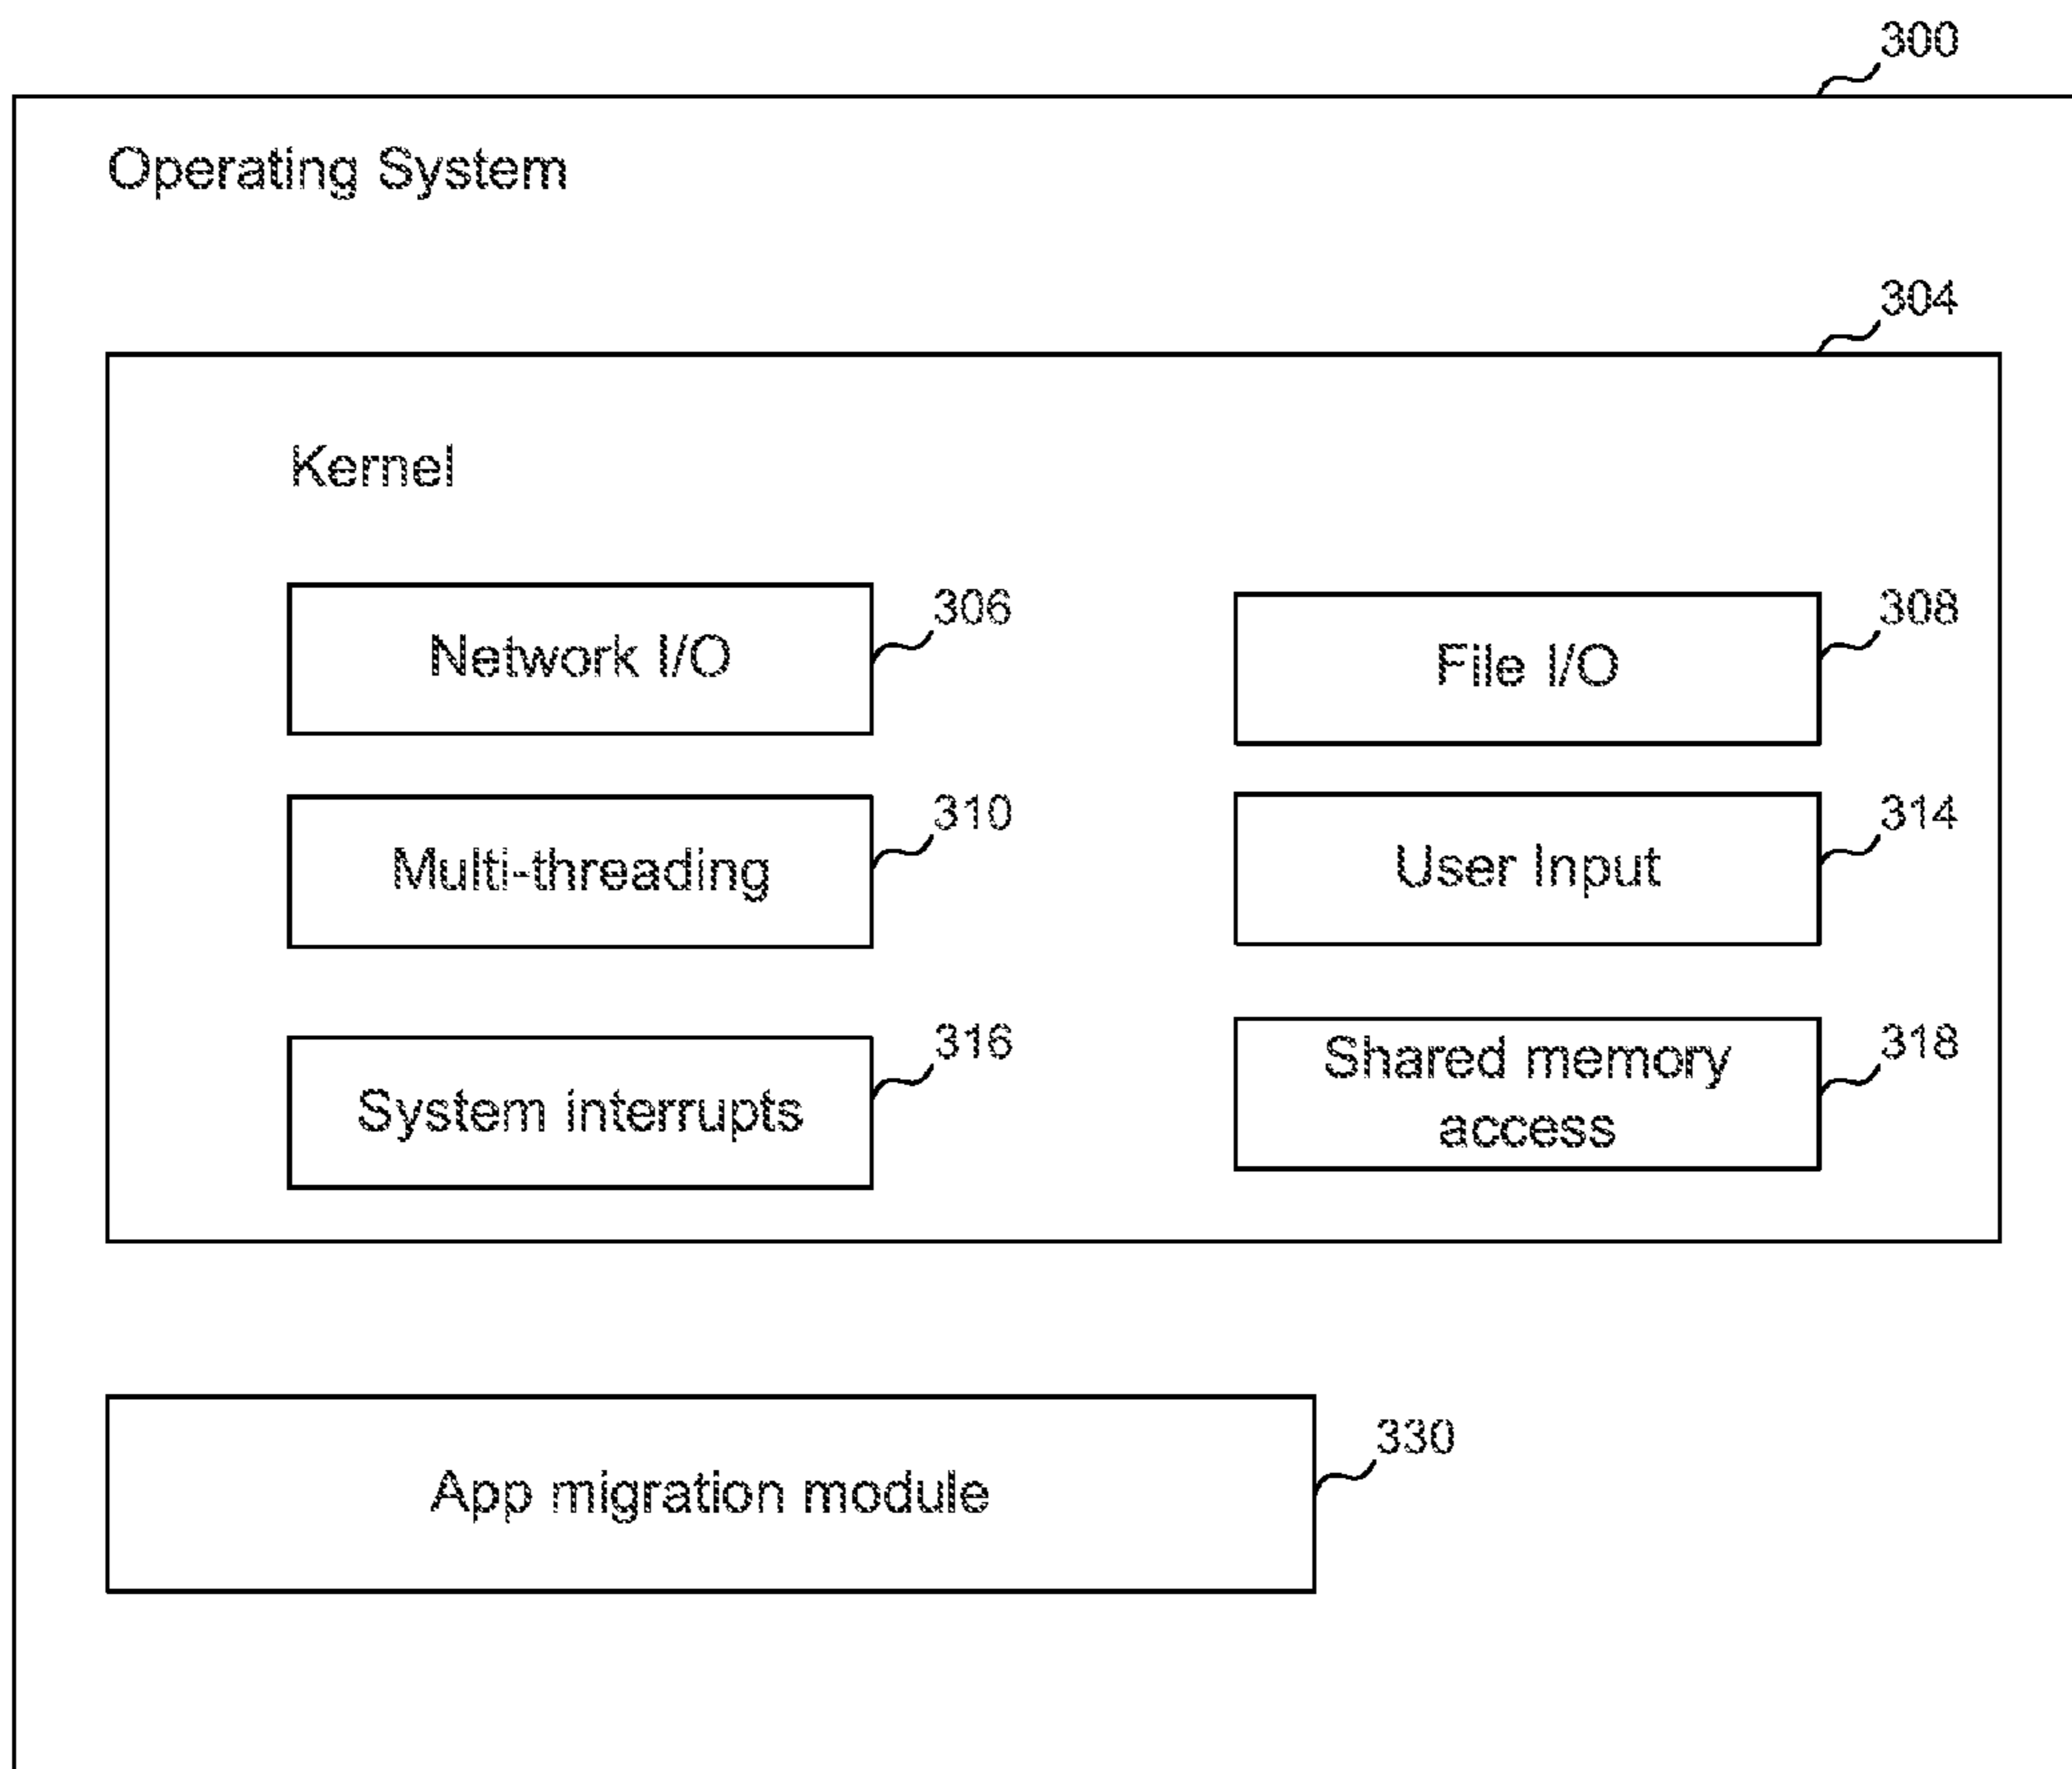 300
Operating System
304
Kernel
306
Network I/O
308
File I/O
310
Multi-threading
314
User Input
316
System interrupts
318
Shared memory
access
330
App migration module